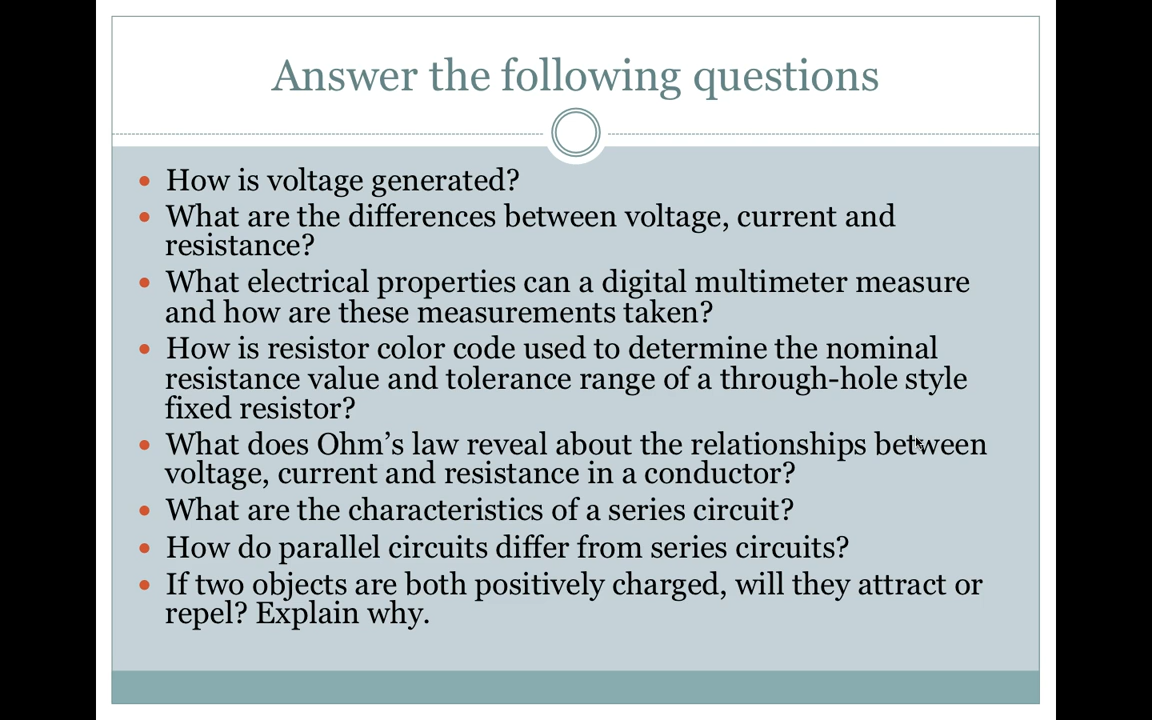 Answer the following questions
• How is voltage generated?
• What are the differences between voltage, current and
resistance?
• What electrical properties can a digital multimeter measure
and how are these measurements taken?
• How is resistor color code used to determine the nominal
resistance value and tolerance range of a through-hole style
fixed resistor?
• What does Ohm’s law reveal about the relationships between
voltage, current and resistance in a conductor?
• What are the characteristics of a series circuit?
• How do parallel circuits differ from series circuits?
• If two objects are both positively charged, will they attract or
repel? Explain why.